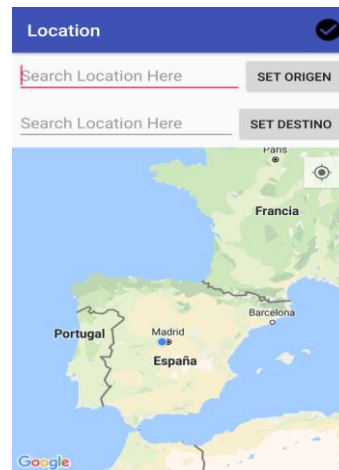 Location
Search Location Here
SET ORIGEN
Search Location Here
SET DESTINO
Paris
Francia
Barcelona
Portugal
Madrid
España
Google